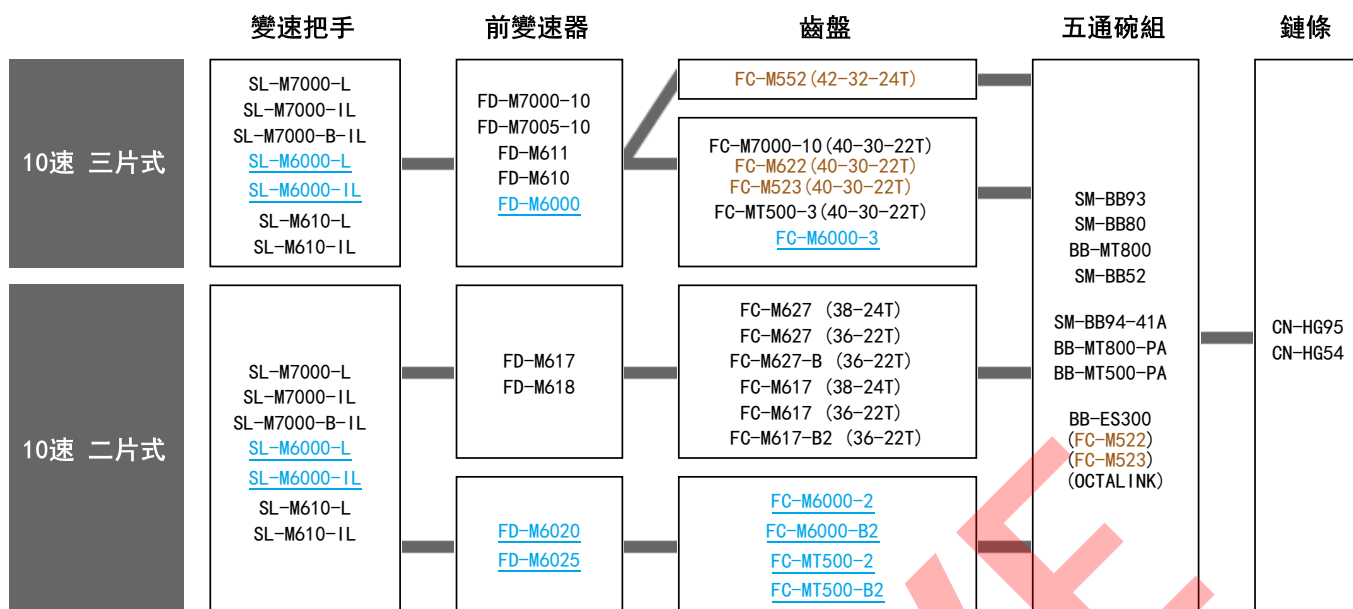 變速把手
前變速器
齒盤
五通碗組
鏈條
10速 三片式
SL-M7000-L
SL-M7000-IL
SL-M7000-B-IL
SL-M6000-L
SL-M6000-IL
SL-M610-L
SL-M610-IL
FD-M7000-10
FD-M7005-10
FD-M611
FD-M610
FD-M6000
FC-M552(42-32-24T)
FC-M7000-10(40-30-22T)
FC-M622(40-30-22T)
FC-M523(40-30-22T)
FC-MT500-3(40-30-22T)
FC-M6000-3
10速 二片式
SL-M7000-L
SL-M7000-IL
SL-M7000-B-IL
SL-M6000-L
SL-M6000-IL
SL-M610-L
SL-M610-IL
FD-M617
FD-M618
FC-M627 (38-24T)
FC-M627 (36-22T)
FC-M627-B (36-22T)
FC-M617 (38-24T)
FC-M617 (36-22T)
FC-M617-B2 (36-22T)
FD-M6020
FD-M6025
FC-M6000-2
FC-M6000-B2
FC-MT500-2
FC-MT500-B2
SM-BB93
SM-BB80
BB-MT800
SM-BB52
SM-BB94-41A
BB-MT800-PA
BB-MT500-PA
BB-ES300
(FC-M522)
(FC-M523)
(OCTALINK)
CN-HG95
CN-HG54